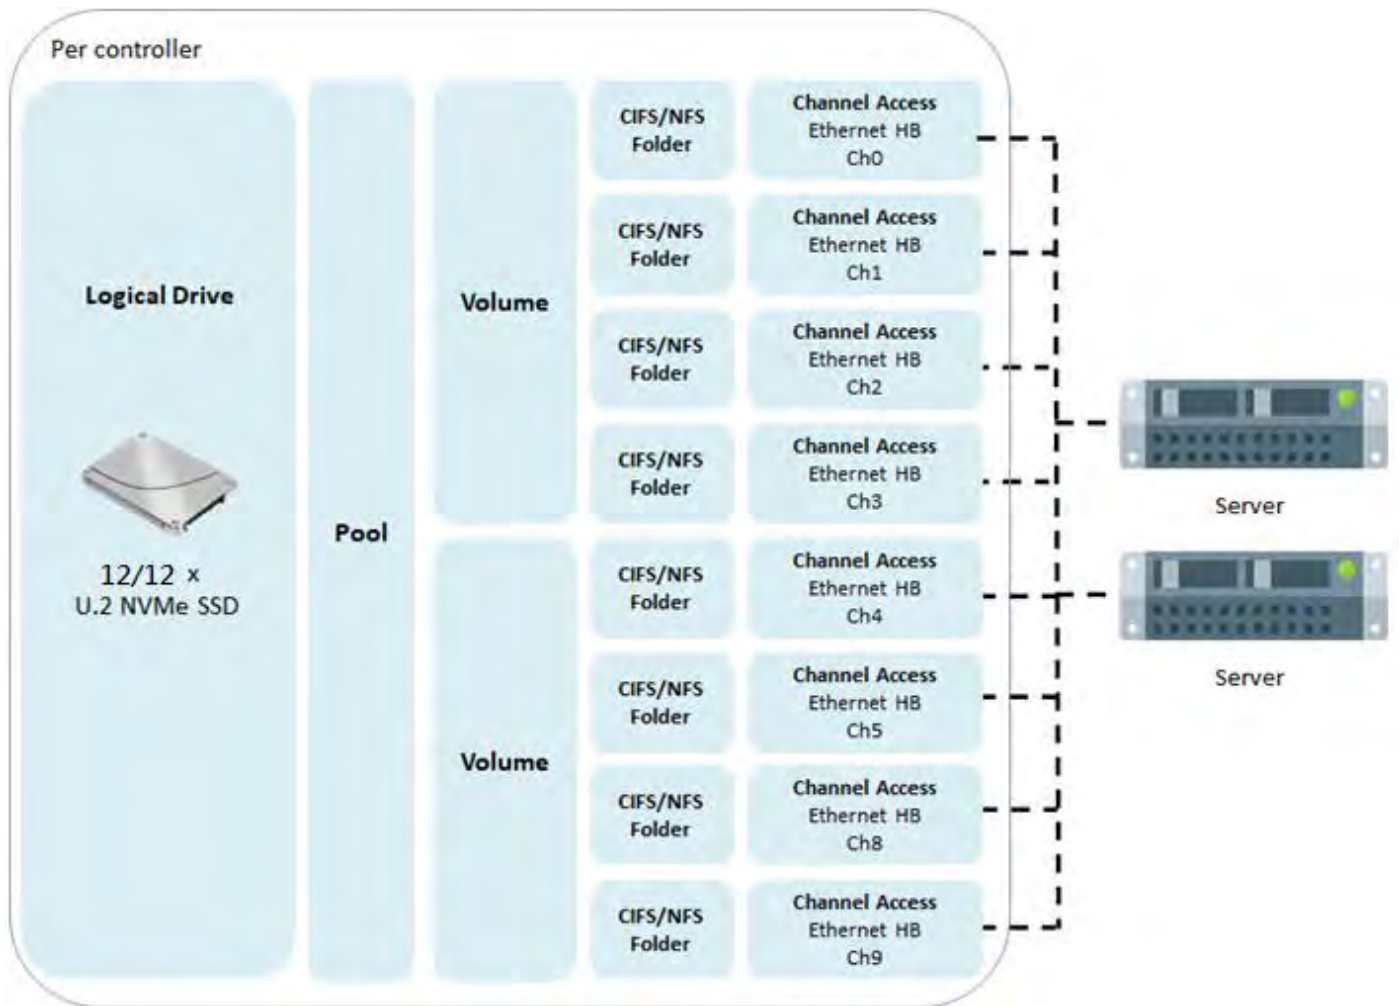 Per controller
Logical Drive
12/12 x
U.2 NVMe SSD
Pool
Volume
Volume
CIFS/NFS
Folder
Channel Access
Ethernet HB
Ch0
CIFS/NFS
Folder
Channel Access
Ethernet HB
Ch1
CIFS/NFS
Folder
Channel Access
Ethernet HB
Ch2
CIFS/NFS
Folder
Channel Access
Ethernet HB
Ch3
CIFS/NFS
Folder
Channel Access
Ethernet HB
Ch4
CIFS/NFS
Folder
Channel Access
Ethernet HB
Ch5
CIFS/NFS
Folder
Channel Access
Ethernet HB
Ch8
CIFS/NFS
Folder
Channel Access
Ethernet HB
Ch9
Server
Server